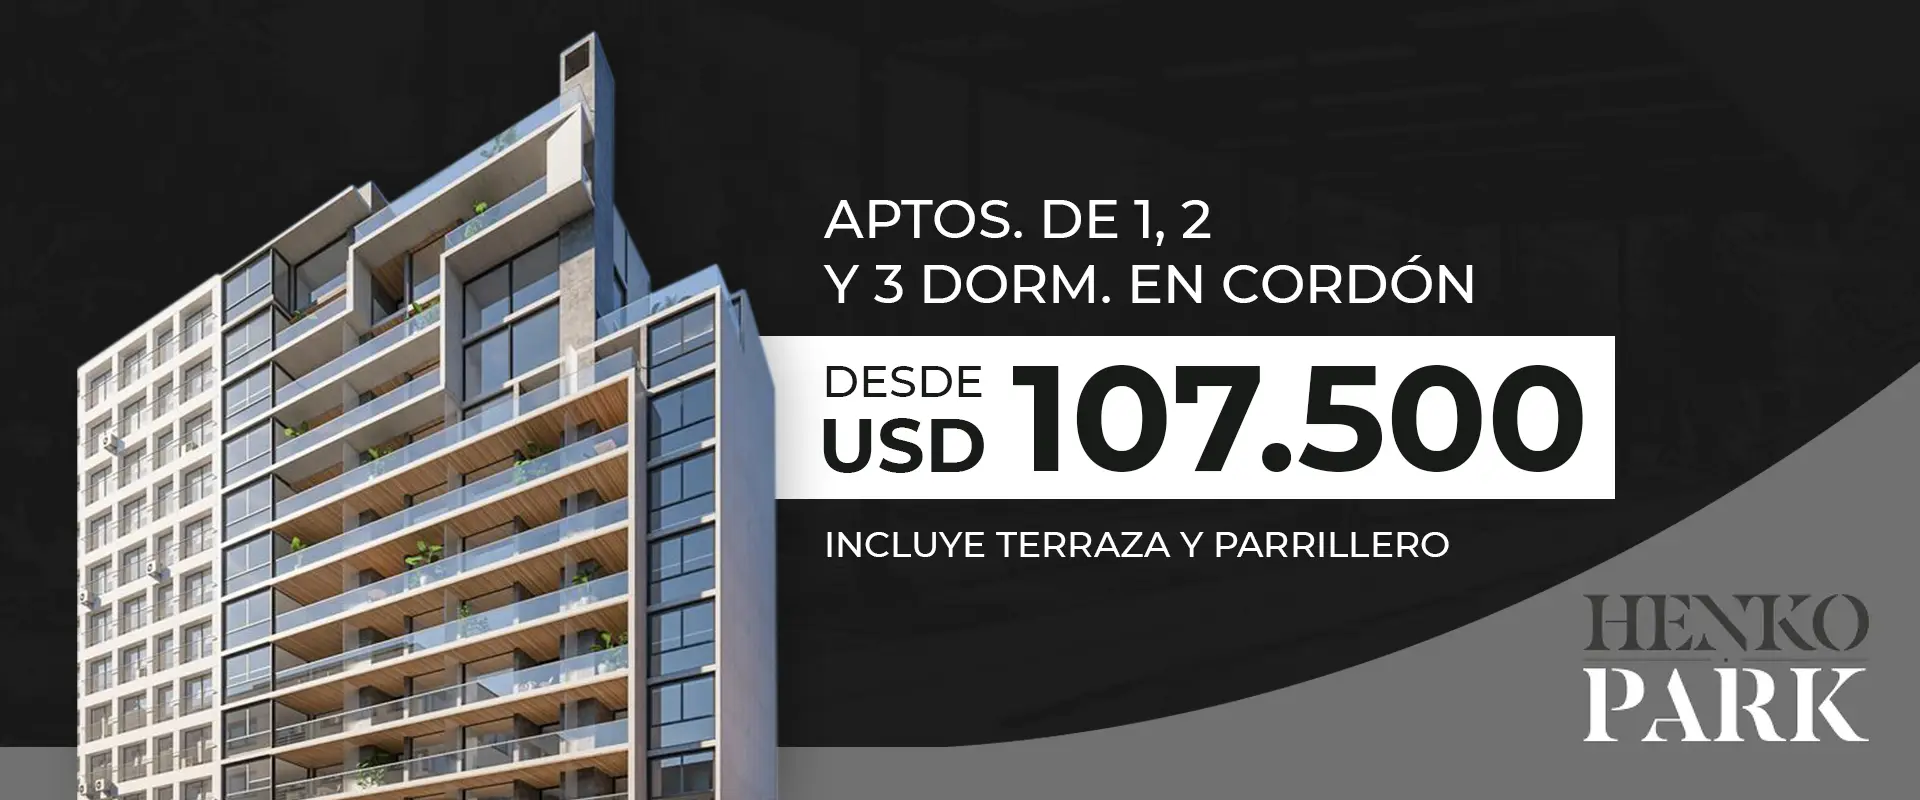 APTOS. DE 1, 2
Y 3 DORM. EN CORDÓN
DESDE
USD 107.500
INCLUYE TERRAZA Y PARRILLERO
HENKO
PARK